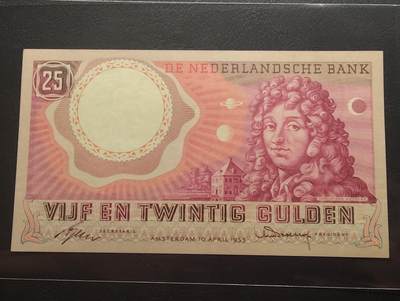 25
DE NEDERLANDSCHE BANK
VIJF EN TWINTIG GULDEN
SECRETARIS
PRESIDENT
AMSTERDAM 10 APRIL 1955